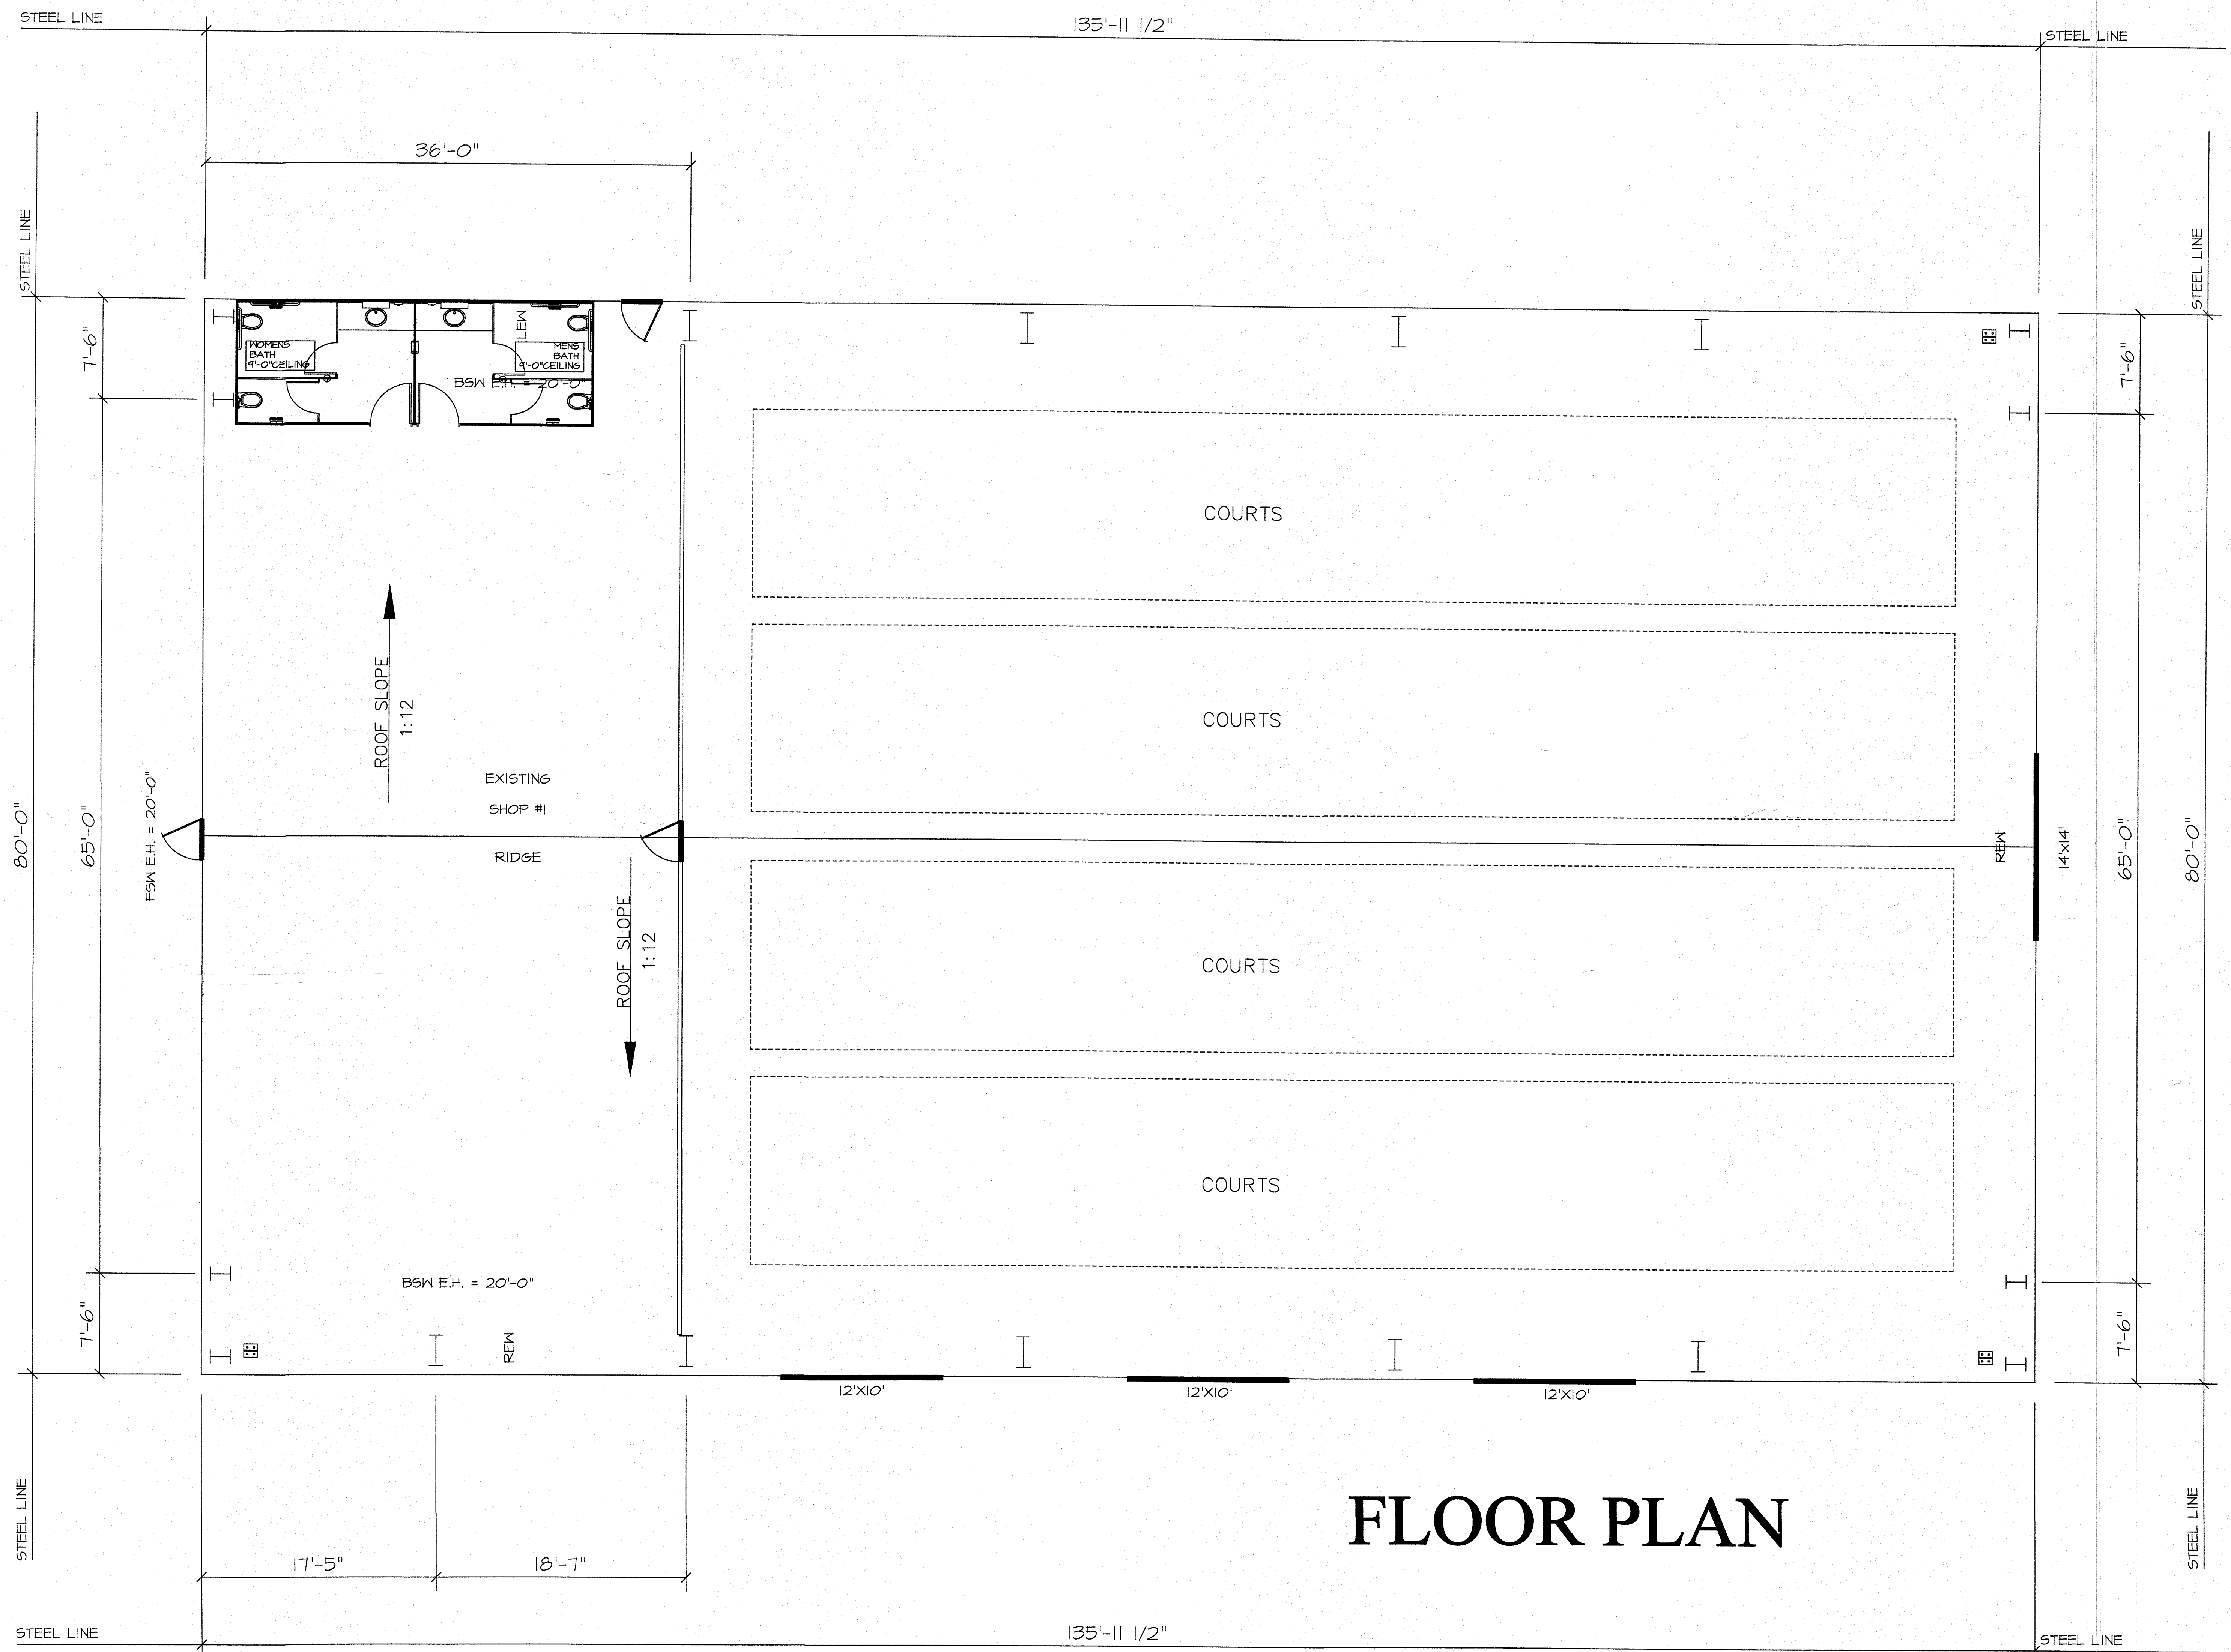 STEEL LINE
135'-11 1/2"
STEEL LINE
36'-0"
STEEL LINE
STEEL LINE
7'-6"
7'-6"
WOMENS
BATH
9'-0"CEILING
LEW
MENS
BATH
9'-0"CEILING
BSW E.H. = 20'-0"
COURTS
ROOF SLOPE
1:12
COURTS
EXISTING
SHOP #1
80'-0"
65'-0"
FSW E.H. = 20'-0"
RIDGE
REW
14'x14'
65'-0"
80'-0"
ROOF SLOPE
1:12
COURTS
COURTS
BSW E.H. = 20'-0"
7'-6"
REW
7'-6"
12'X10'
12'X10'
12'X10'
STEEL LINE
FLOOR PLAN
STEEL LINE
17'-5"
18'-7"
STEEL LINE
135'-11 1/2"
STEEL LINE